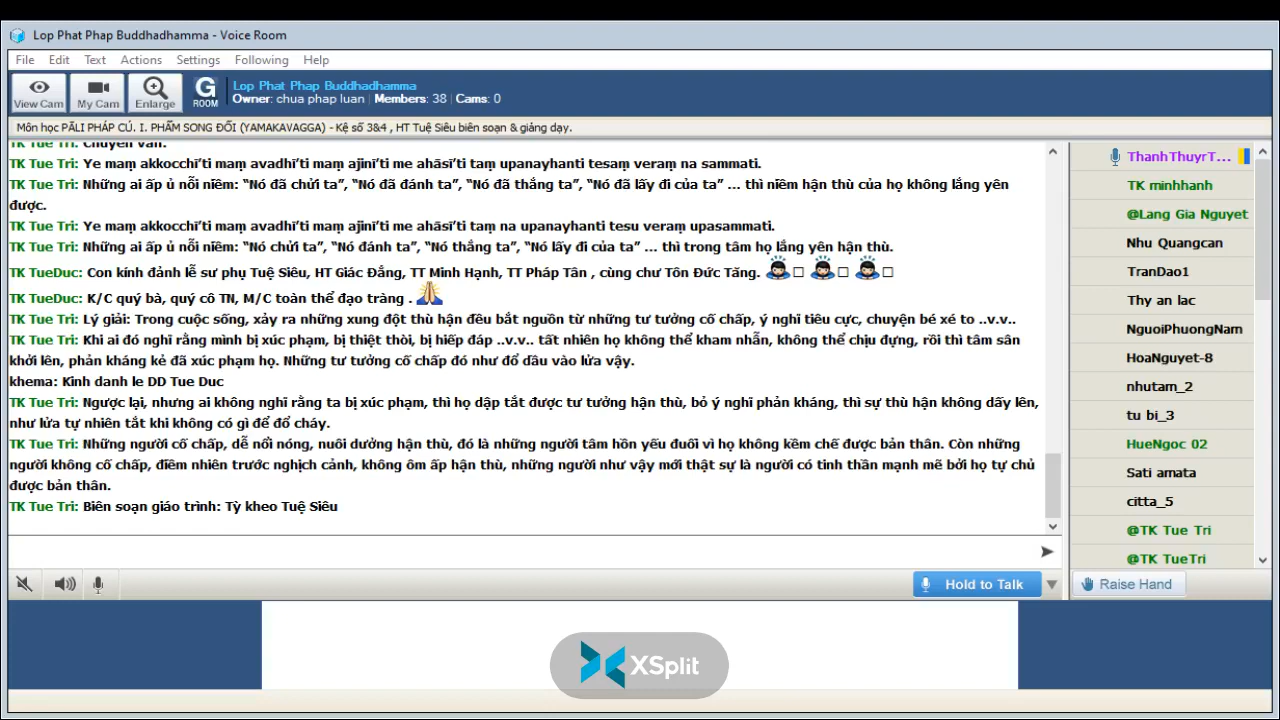 Lop Phat Phap Buddhadhamma - Voice Room
File Edit Text Actions Settings Following Help
View Cam
My Cam
Enlarge
G
ROOM
Lop Phat Phap Buddhadhamma
Owner: chua phap luan | Members: 38 | Cams: 0
Môn học PĀLI PHÁP CÚ. I. PHẨM SONG ĐỐI (YAMAKAVAGGA) - Kệ số 3&4 , HT Tuệ Siêu biên soạn & giảng dạy.
TK Tue Tri: Chuyển văn.
TK Tue Tri: Ye maṃ akkocchi’ti maṃ avadhi’ti maṃ ajini’ti me ahāsi’ti taṃ upanayhanti tesaṃ veraṃ na sammati.
TK Tue Tri: Những ai ấp ủ nỗi niềm: “Nó đã chửi ta”, “Nó đã đánh ta”, “Nó đã thắng ta”, “Nó đã lấy đi của ta” ... thì niềm hận thù của họ không lắng yên
được.
TK Tue Tri: Ye maṃ akkocchi’ti maṃ avadhi’ti maṃ ajini’ti me ahāsi’ti taṃ na upanayhanti tesu veraṃ upasammati.
TK Tue Tri: Những ai ấp ủ nỗi niềm: “Nó chửi ta”, “Nó đánh ta”, “Nó thắng ta”, “Nó lấy đi của ta” ... thì trong tâm họ lắng yên hận thù.
TK TueDuc: Con kính đảnh lễ sư phụ Tuệ Siêu, HT Giác Đẳng, TT Minh Hạnh, TT Pháp Tân , cùng chư Tôn Đức Tăng.
TK TueDuc: K/C quý bà, quý cô TN, M/C toàn thể đạo tràng .
TK Tue Tri: Lý giải: Trong cuộc sống, xảy ra những xung đột thù hận đều bắt nguồn từ những tư tưởng cố chấp, ý nghĩ tiêu cực, chuyện bé xé to ..v.v..
TK Tue Tri: Khi ai đó nghĩ rằng mình bị xúc phạm, bị thiệt thòi, bị hiếp đáp ..v.v.. tất nhiên họ không thể kham nhẫn, không thể chịu đựng, rồi thì tâm sân
khởi lên, phản kháng kẻ đã xúc phạm họ. Những tư tưởng cố chấp đó như đổ dầu vào lửa vậy.
khema: Kinh danh le DD Tue Duc
TK Tue Tri: Ngược lại, nhưng ai không nghĩ rằng ta bị xúc phạm, thì họ dập tắt được tư tưởng hận thù, bỏ ý nghĩ phản kháng, thì sự thù hận không dấy lên,
như lửa tự nhiên tắt khi không có gì để đổ cháy.
TK Tue Tri: Những người cố chấp, dễ nổi nóng, nuôi dưởng hận thù, đó là những người tâm hồn yếu đuối vì họ không kềm chế được bản thân. Còn những
người không cố chấp, điềm nhiên trước nghịch cảnh, không ôm ấp hận thù, những người như vậy mới thật sự là người có tinh thần mạnh mẽ bởi họ tự chủ
được bản thân.
TK Tue Tri: Biên soạn giáo trình: Tỳ kheo Tuệ Siêu
ThanhThuyrT...
TK minhhanh
@Lang Gia Nguyet
Nhu Quangcan
TranDao1
Thy an lac
NguoiPhuongNam
HoaNguyet-8
nhutam_2
tu bi_3
HueNgoc 02
Sati amata
citta_5
@TK Tue Tri
@TK TueTri
Hold to Talk
Raise Hand
XSplit